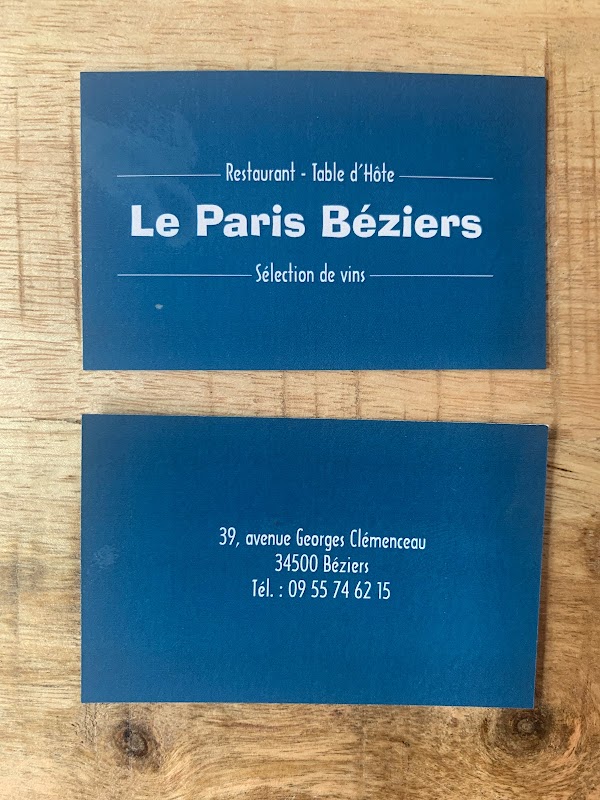 Restaurant - Table d'Hôte
Le Paris Béziers
Sélection de vins
39, avenue Georges Clémenceau
34500 Béziers
Tél. : 09 55 74 62 15